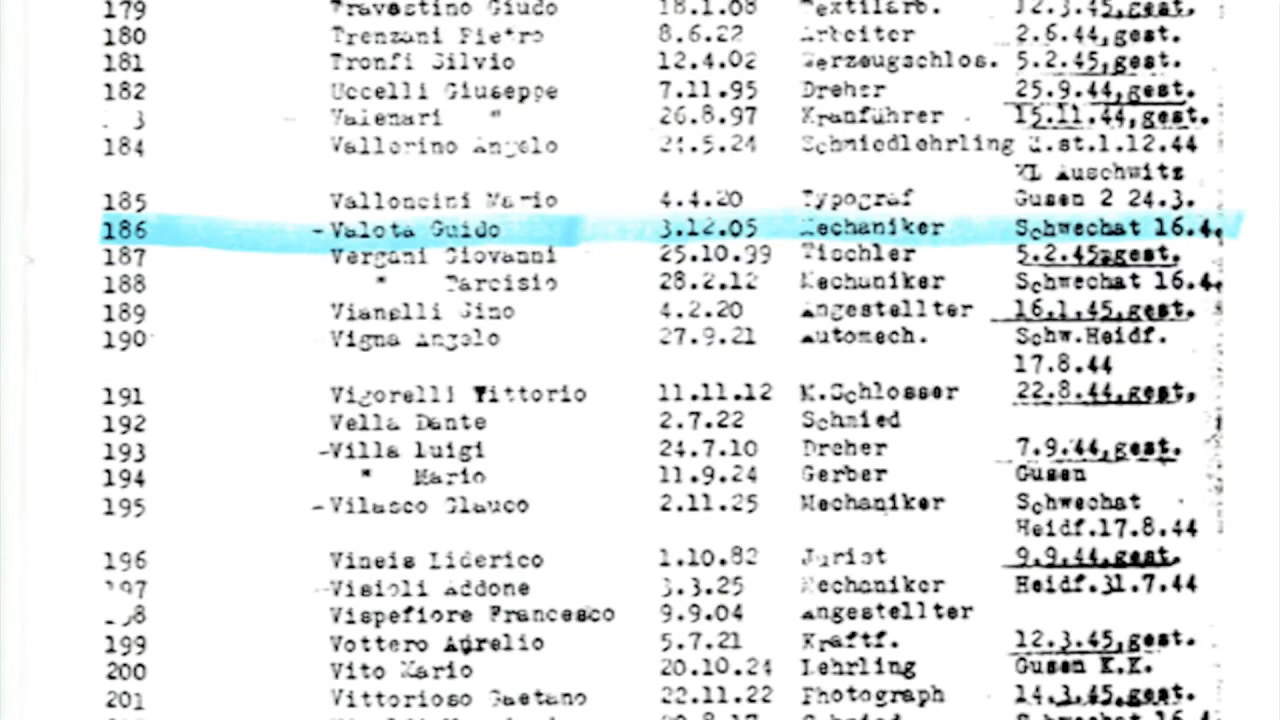 179 Travestino Giudo 18.1.08 Textilarb. 12.3.45,gest.
180 Trenzani Pietro 8.6.22 Arbeiter 2.6.44,gest.
181 Tronfi Silvio 12.4.02 Werzeugschlos. 5.2.45,gest.
182 Uccelli Giuseppe 7.11.95 Dreher 25.9.44,gest.
3 Valenari " 26.8.97 Kranführer 15.11.44,gest.
184 Vallorino Angelo 5.24 Schmiedlehrling st.1.12.44
KL Auschwitz
185 Valloncini Mario 4.4.20 Typograf Gusen 2 24.3.
186 -Valota Guido 3.12.05 Mechaniker Schwechat 16.4.
187 Vergani Giovanni 25.10.99 Tischler 5.2.45,gest.
188 " Tarcisio 28.2.12 Mechaniker Schwechat 16.4.
189 Vianelli Gino 4.2.20 Angestellter 16.1.45,gest.
190 Vigna Angelo 27.9.21 Automech. Schw.Heidf.
17.8.44
191 Vigorelli Vittorio 11.11.12 K.Schlosser 22.8.44,gest.
192 Vella Dante 2.7.22 Schmied
193 -Villa luigi 24.7.10 Dreher 7.9.44,gest.
194 " Mario 11.9.24 Gerber Gusen
195 -Vilasco Glauco 2.11.25 Mechaniker Schwechat
Heidf.17.8.44
196 Vineis Liderico 1.10.82 Jurist 9.9.44,gest.
197 -Visioli Addone 3.3.25 Mechaniker Heidf.31.7.44
8 Vispefiore Francesco 9.9.04 Angestellter
199 Vottero Aurelio 5.7.21 Kraftf. 12.3.45,gest.
200 Vito Mario 20.10.24 Lehrling Gusen K.K.
201 Vittorioso Gaetano 22.11.22 Photograph 14.3.45,gest.